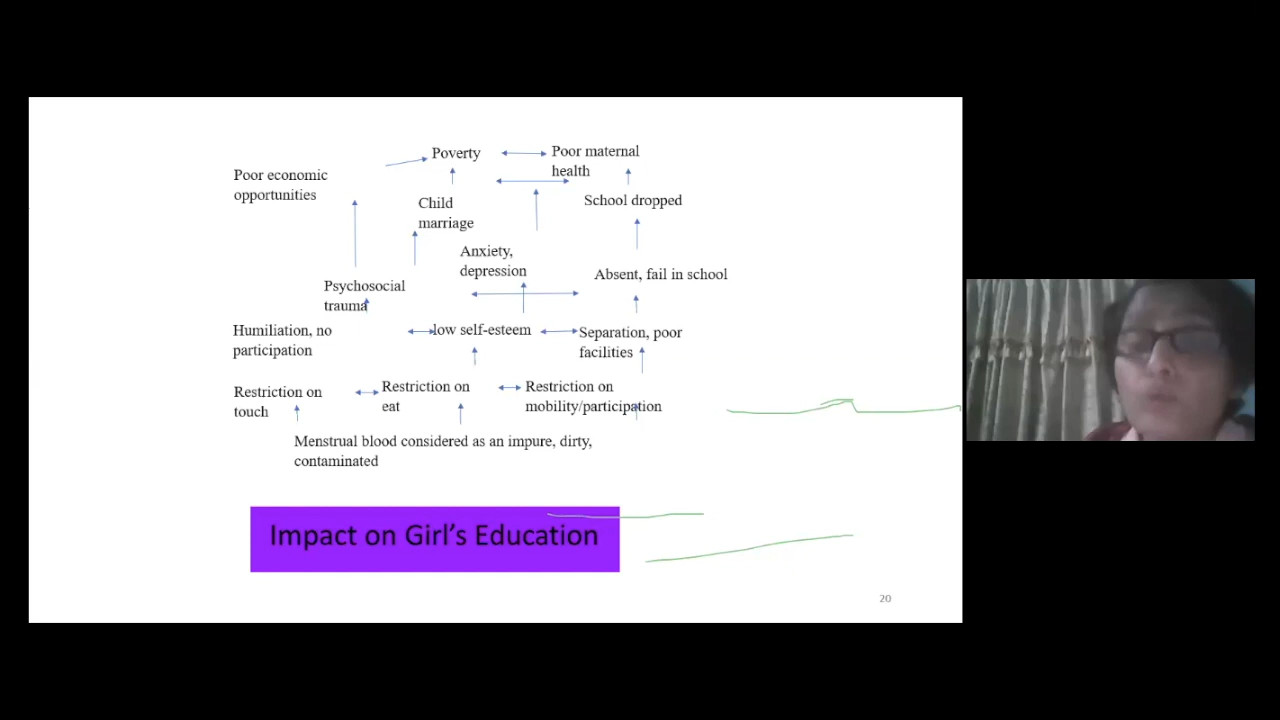 Poverty
Poor maternal
health
Poor economic
opportunities
Child
marriage
School dropped
Anxiety,
depression
Absent, fail in school
Psychosocial
trauma
Humiliation, no
participation
low self-esteem
Separation, poor
facilities
Restriction on
touch
Restriction on
eat
Restriction on
mobility/participation
Menstrual blood considered as an impure, dirty,
contaminated
Impact on Girl's Education
20